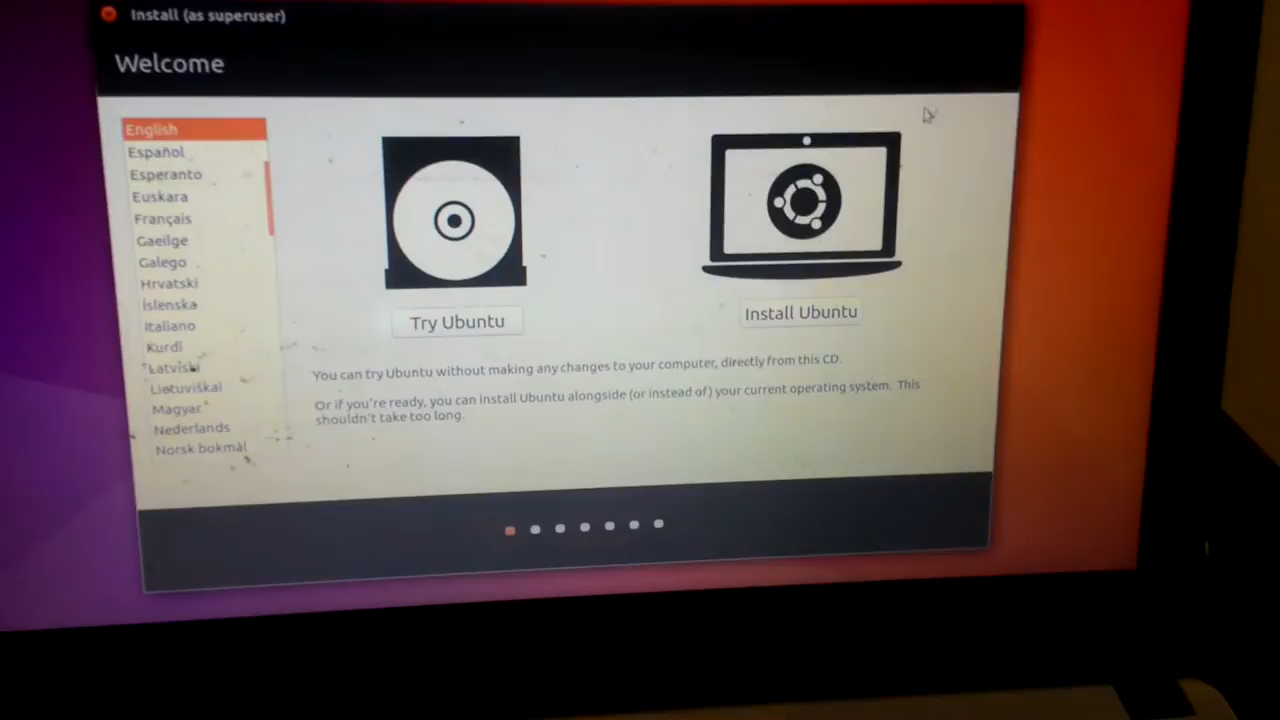 Install (as superuser)
Welcome
English
Español
Esperanto
Euskara
Français
Gaeilge
Galego
Hrvatski
Íslenska
Italiano
Kurdî
Latviski
Lietuviškai
Magyar
Nederlands
Norsk bokmål
Try Ubuntu
Install Ubuntu
You can try Ubuntu without making any changes to your computer, directly from this CD.
Or if you're ready, you can install Ubuntu alongside (or instead of) your current operating system. This
shouldn't take too long.